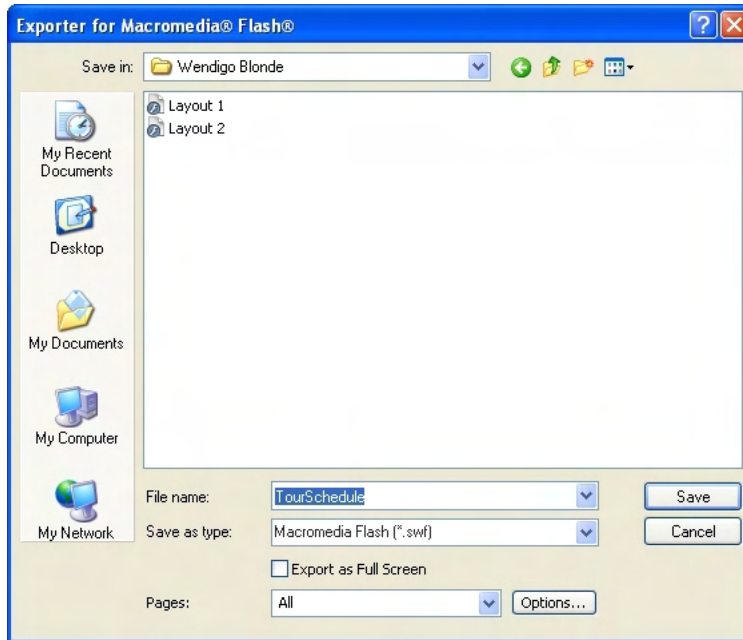 Exporter for Macromedia® Flash®
Save in:
Wendigo Blonde
Layout 1
Layout 2
My Recent
Documents
Desktop
My Documents
My Computer
My Network
File name:
TourSchedule
Save
Save as type:
Macromedia Flash (*.swf)
Cancel
Export as Full Screen
Pages:
All
Options...